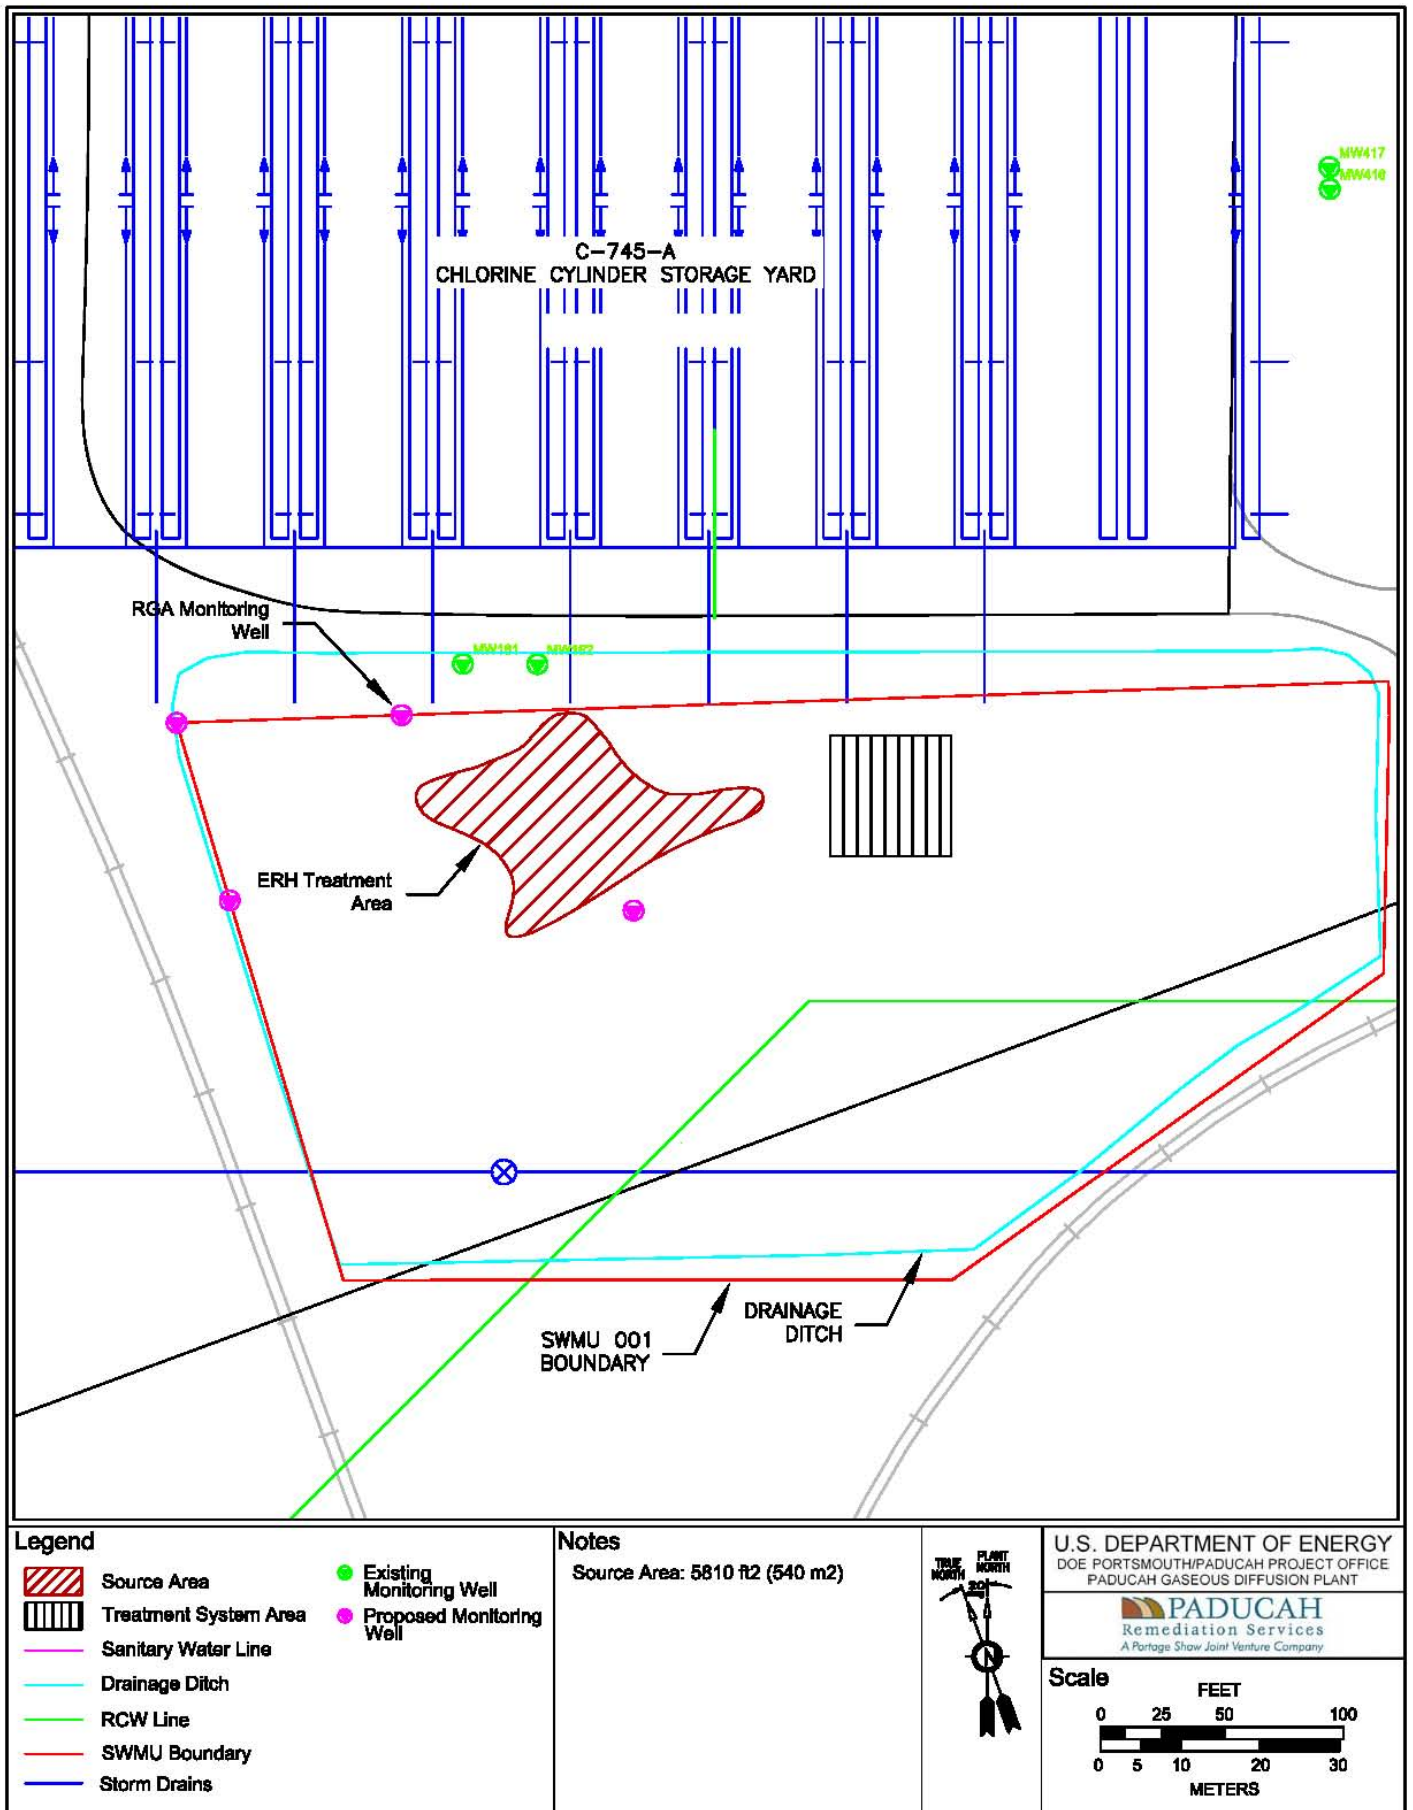 MW417
MW416
C-745-A
CHLORINE CYLINDER STORAGE YARD
RGA Monitoring
Well
MW161
ERH Treatment
Area
DRAINAGE
DITCH
SWMU 001
BOUNDARY
Legend
Source Area
Treatment System Area
Sanitary Water Line
Drainage Ditch
RCW Line
SWMU Boundary
Storm Drains
Existing
Monitoring Well
Proposed Monitoring
Well
Notes
Source Area: 5810 ft2 (540 m2)
TRUE
NORTH
PLANT
NORTH
N
U.S. DEPARTMENT OF ENERGY
DOE PORTSMOUTH/PADUCAH PROJECT OFFICE
PADUCAH GASEOUS DIFFUSION PLANT
PADUCAH
Remediation Services
A Portage Shaw Joint Venture Company
Scale
FEET
0 25 50 100
0 5 10 20 30
METERS